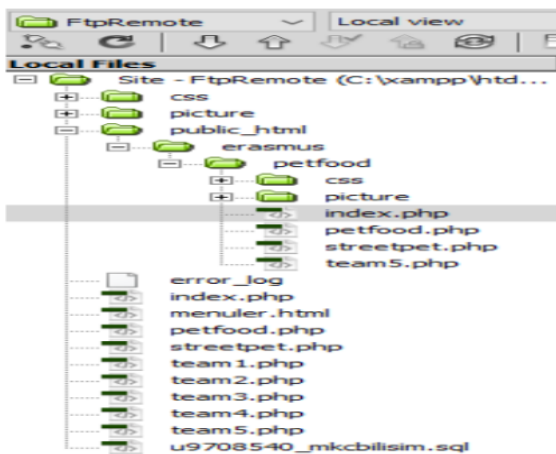 FtpRemote Local view
Local Files
Site - FtpRemote (C:\xampp\htd...
css
picture
public_html
erasmus
petfood
css
picture
index.php
petfood.php
streetpet.php
team5.php
error_log
index.php
menuler.html
petfood.php
streetpet.php
team1.php
team2.php
team3.php
team4.php
team5.php
u9708540_mkcbilisim.sql